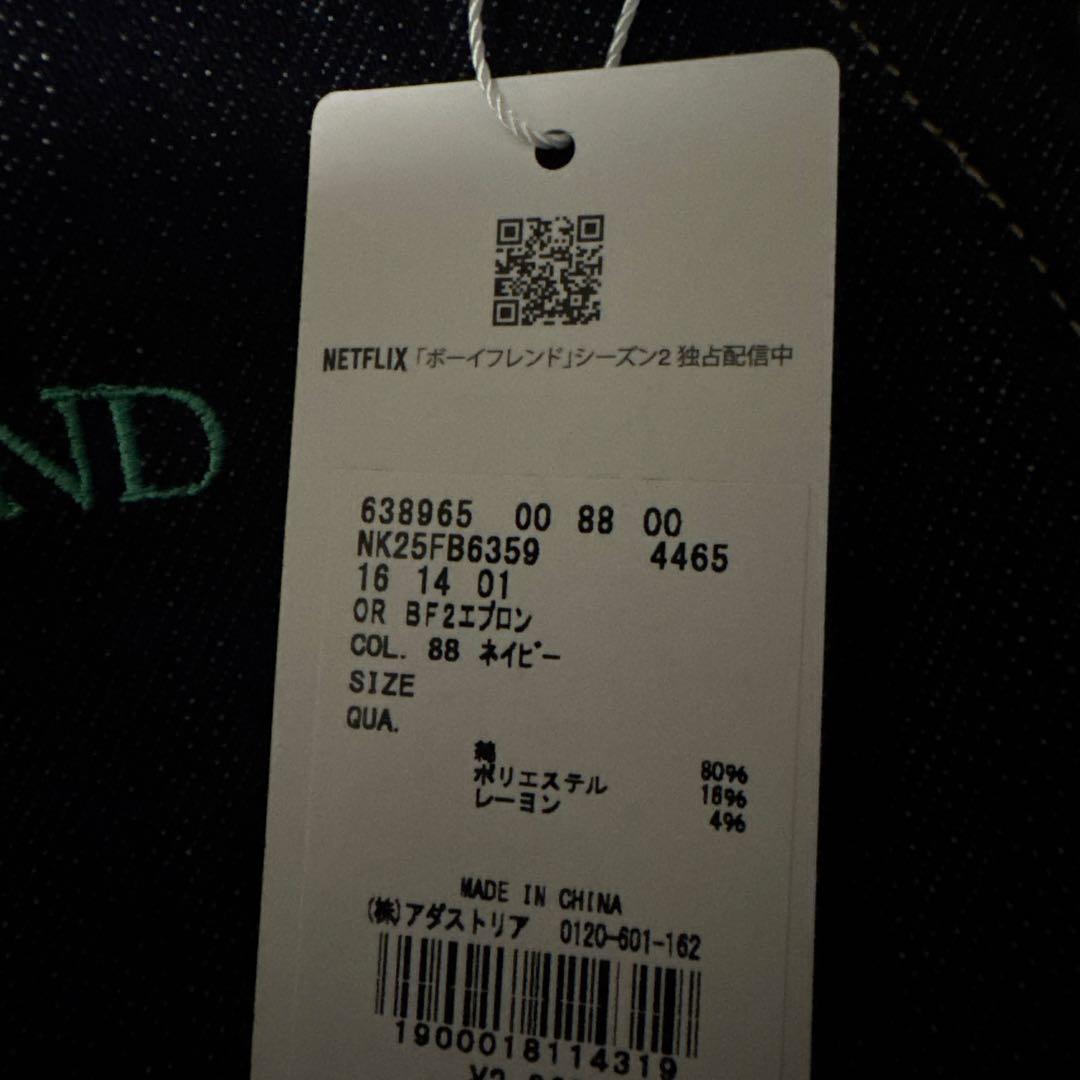 NETFLIX「ボーイフレンド」シーズン2 独占配信中
ND
638965 00 88 00
NK25FB6359 4465
16 14 01
OR BF2エプロン
COL. 88 ネイビー
SIZE
QUA.
綿 80%
ポリエステル 16%
レーヨン 4%
MADE IN CHINA
(株)アダストリア 0120-601-162
1900018114319